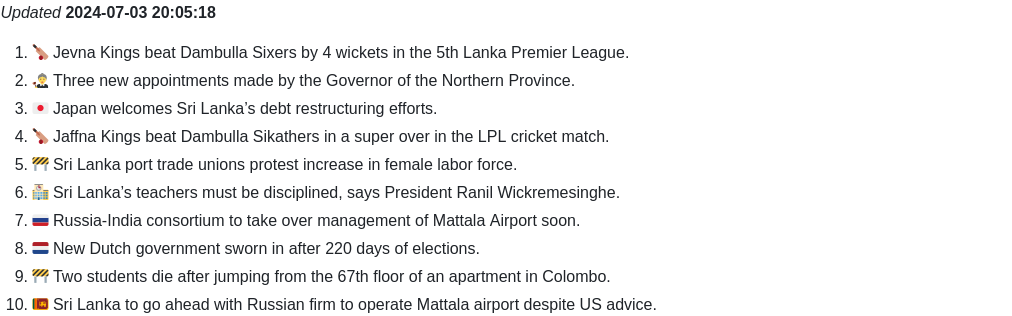 Updated 2024-07-03 20:05:18
1. 🏏 Jevna Kings beat Dambulla Sixers by 4 wickets in the 5th Lanka Premier League.
2. 🧑‍💼 Three new appointments made by the Governor of the Northern Province.
3. 🇯🇵 Japan welcomes Sri Lanka’s debt restructuring efforts.
4. 🏏 Jaffna Kings beat Dambulla Sikathers in a super over in the LPL cricket match.
5. 🚧 Sri Lanka port trade unions protest increase in female labor force.
6. 🏫 Sri Lanka’s teachers must be disciplined, says President Ranil Wickremesinghe.
7. 🇷🇺 Russia-India consortium to take over management of Mattala Airport soon.
8. 🇳🇱 New Dutch government sworn in after 220 days of elections.
9. 🚧 Two students die after jumping from the 67th floor of an apartment in Colombo.
10. 🇱🇰 Sri Lanka to go ahead with Russian firm to operate Mattala airport despite US advice.